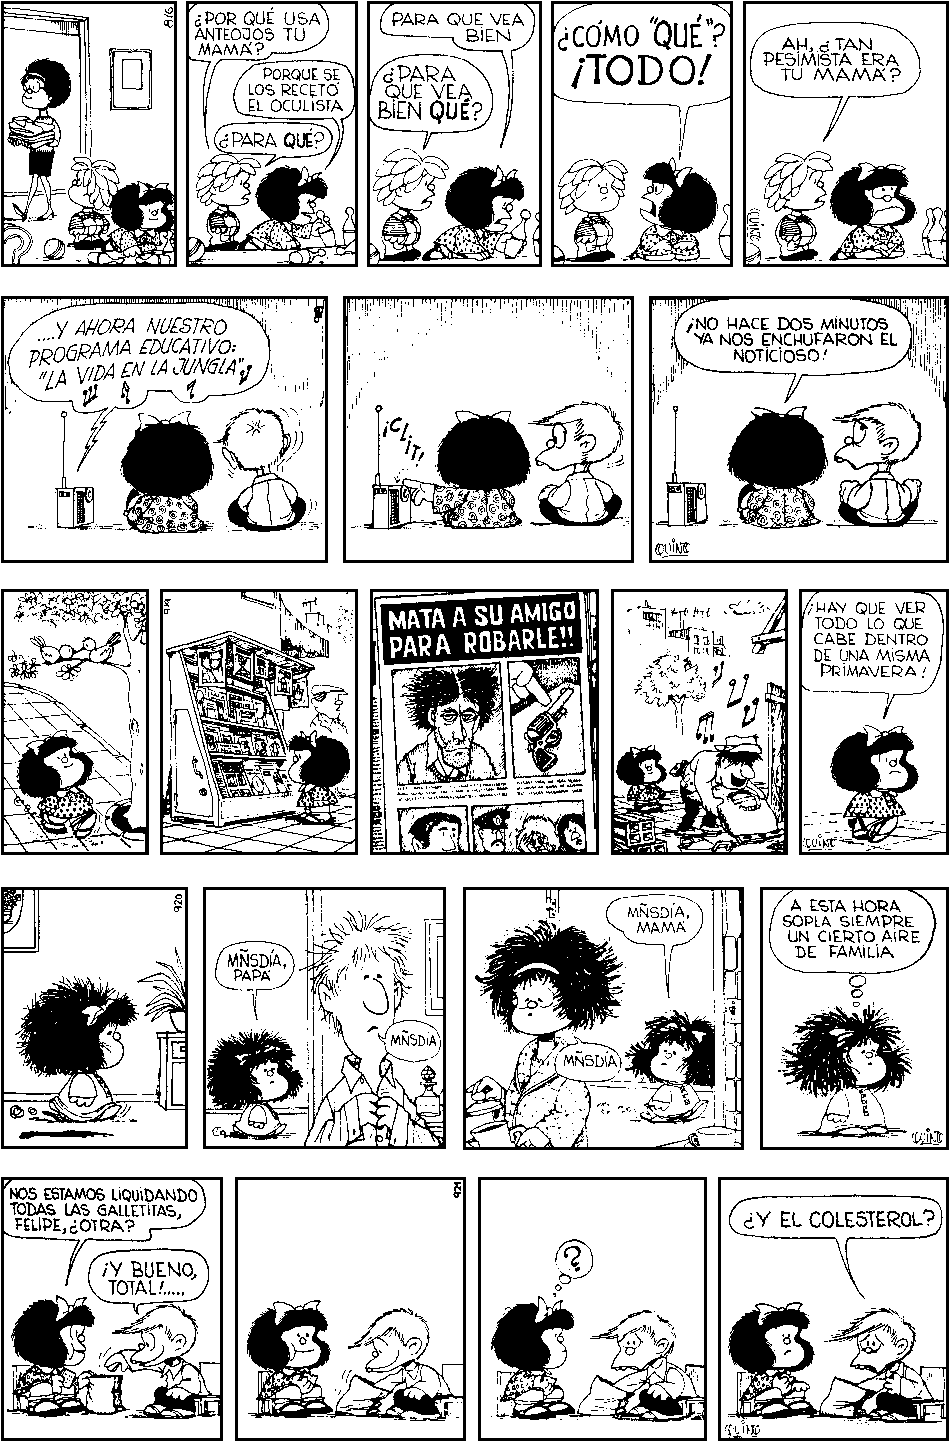 ¿POR QUÉ USA
ANTEOJOS TU
MAMÁ?
PORQUE SE
LOS RECETÓ
EL OCULISTA
¿PARA QUÉ?
PARA QUE VEA
BIEN
¿PARA
QUE VEA
BIEN QUÉ?
¿CÓMO "QUÉ"?
¡TODO!
AH, ¿TAN
PESIMISTA ERA
TU MAMÁ?
QUINO
....Y AHORA NUESTRO
PROGRAMA EDUCATIVO:
"LA VIDA EN LA JUNGLA"
¡CLIT!
¡NO HACE DOS MINUTOS
YA NOS ENCHUFARON EL
NOTICIOSO!
QUINO
919
MATA A SU AMIGO
PARA ROBARLE!!
¡HAY QUE VER
TODO LO QUE
CABE DENTRO
DE UNA MISMA
PRIMAVERA!
QUINO
920
MÑSDÍA,
PAPÁ
MÑSDÍA
MÑSDÍA,
MAMÁ
MÑSDÍA
A ESTA HORA
SOPLA SIEMPRE
UN CIERTO AIRE
DE FAMILIA
QUINO
NOS ESTAMOS LIQUIDANDO
TODAS LAS GALLETITAS,
FELIPE, ¿OTRA?
¡Y BUENO,
TOTAL!.....
921
?
¿Y EL COLESTEROL?
QUINO